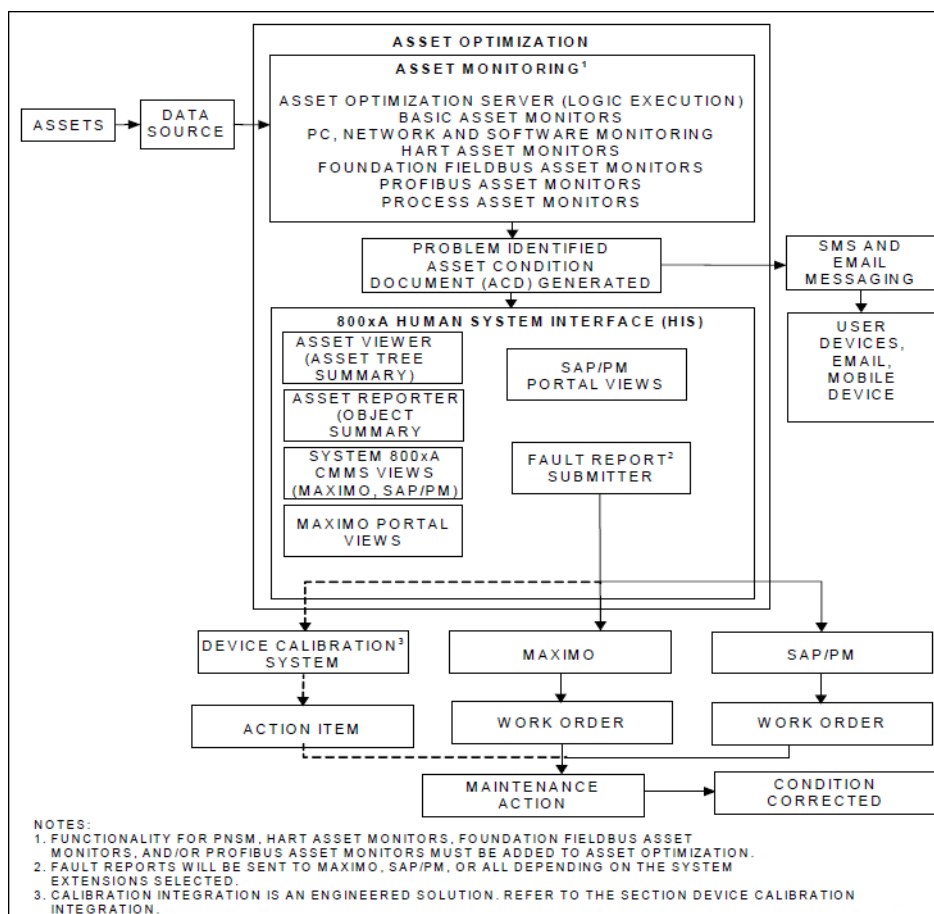 ASSET OPTIMIZATION
ASSET MONITORING1
ASSET OPTIMIZATION SERVER (LOGIC EXECUTION)
BASIC ASSET MONITORS
PC, NETWORK AND SOFTWARE MONITORING
HART ASSET MONITORS
FOUNDATION FIELDBUS ASSET MONITORS
PROFIBUS ASSET MONITORS
PROCESS ASSET MONITORS
ASSETS
DATA
SOURCE
PROBLEM IDENTIFIED
ASSET CONDITION
DOCUMENT (ACD) GENERATED
SMS AND
EMAIL
MESSAGING
USER
DEVICES,
EMAIL,
MOBILE
DEVICE
800xA HUMAN SYSTEM INTERFACE (HIS)
ASSET VIEWER
(ASSET TREE
SUMMARY)
SAP/PM
PORTAL VIEWS
ASSET REPORTER
(OBJECT
SUMMARY
SYSTEM 800xA
CMMS VIEWS
(MAXIMO, SAP/PM)
FAULT REPORT2
SUBMITTER
MAXIMO PORTAL
VIEWS
DEVICE CALIBRATION3
SYSTEM
MAXIMO
SAP/PM
ACTION ITEM
WORK ORDER
WORK ORDER
MAINTENANCE
ACTION
CONDITION
CORRECTED
NOTES:
1. FUNCTIONALITY FOR PNSM, HART ASSET MONITORS, FOUNDATION FIELDBUS ASSET
MONITORS, AND/OR PROFIBUS ASSET MONITORS MUST BE ADDED TO ASSET OPTIMIZATION.
2. FAULT REPORTS WILL BE SENT TO MAXIMO, SAP/PM, OR ALL DEPENDING ON THE SYSTEM
EXTENSIONS SELECTED.
3. CALIBRATION INTEGRATION IS AN ENGINEERED SOLUTION. REFER TO THE SECTION DEVICE CALIBRATION
INTEGRATION.